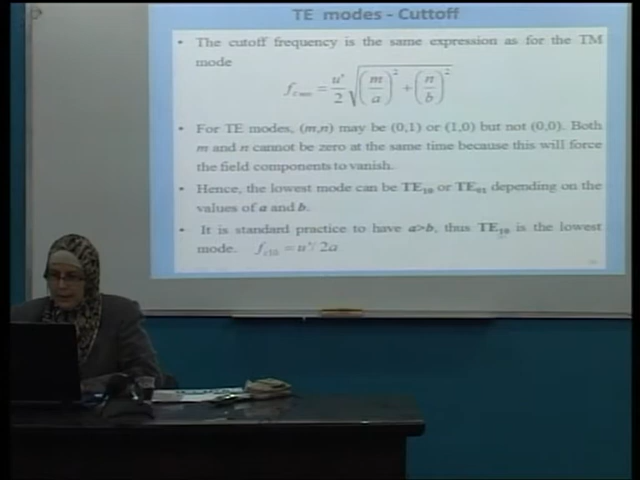 TE modes - Cuttoff
• The cutoff frequency is the same expression as for the TM
mode
f_cmn = u'/2 √((m/a)² + (n/b)²)
• For TE modes, (m,n) may be (0,1) or (1,0) but not (0,0). Both
m and n cannot be zero at the same time because this will force
the field components to vanish.
• Hence, the lowest mode can be TE₁₀ or TE₀₁ depending on the
values of a and b.
• It is standard practice to have a>b, thus TE₁₀ is the lowest
mode. f_c10 = u'/2a